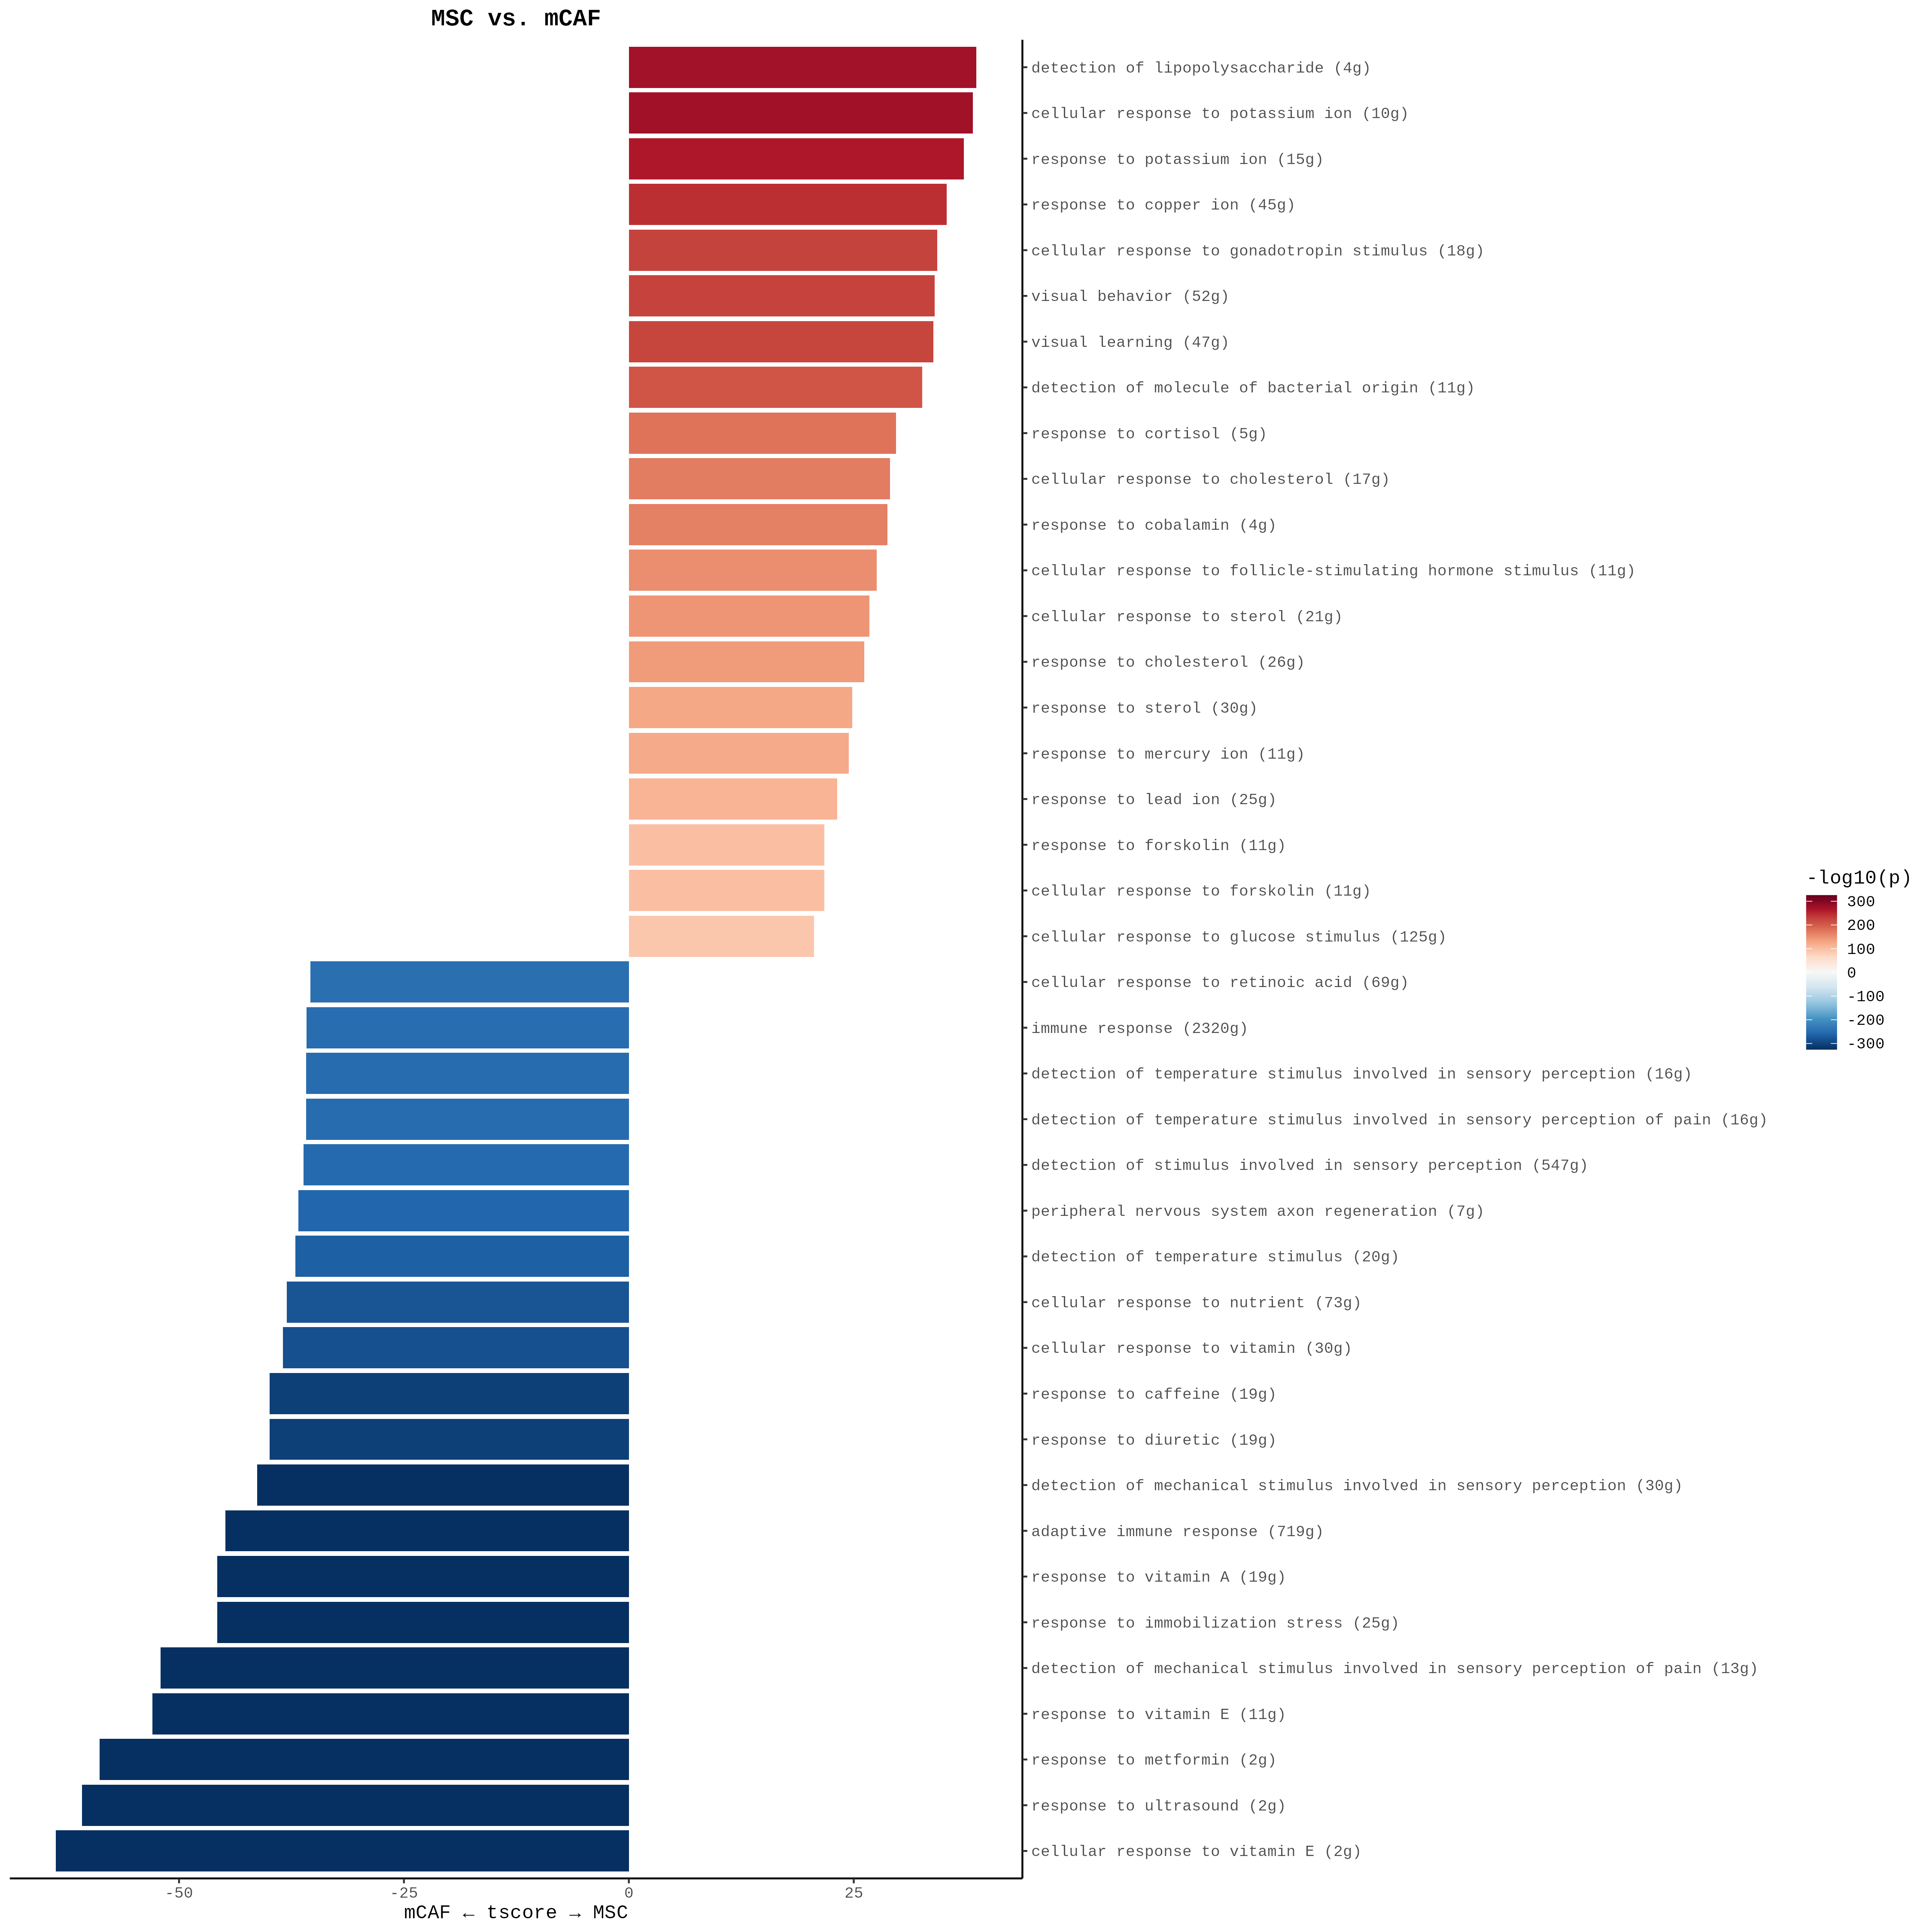 MSC vs. mCAF
detection of lipopolysaccharide (4g)
cellular response to potassium ion (10g)
response to potassium ion (15g)
response to copper ion (45g)
cellular response to gonadotropin stimulus (18g)
visual behavior (52g)
visual learning (47g)
detection of molecule of bacterial origin (11g)
response to cortisol (5g)
cellular response to cholesterol (17g)
response to cobalamin (4g)
cellular response to follicle-stimulating hormone stimulus (11g)
cellular response to sterol (21g)
response to cholesterol (26g)
response to sterol (30g)
response to mercury ion (11g)
response to lead ion (25g)
response to forskolin (11g)
cellular response to forskolin (11g)
cellular response to glucose stimulus (125g)
cellular response to retinoic acid (69g)
immune response (2320g)
detection of temperature stimulus involved in sensory perception (16g)
detection of temperature stimulus involved in sensory perception of pain (16g)
detection of stimulus involved in sensory perception (547g)
peripheral nervous system axon regeneration (7g)
detection of temperature stimulus (20g)
cellular response to nutrient (73g)
cellular response to vitamin (30g)
response to caffeine (19g)
response to diuretic (19g)
detection of mechanical stimulus involved in sensory perception (30g)
adaptive immune response (719g)
response to vitamin A (19g)
response to immobilization stress (25g)
detection of mechanical stimulus involved in sensory perception of pain (13g)
response to vitamin E (11g)
response to metformin (2g)
response to ultrasound (2g)
cellular response to vitamin E (2g)
-50 -25 0 25
mCAF ← tscore → MSC
-log10(p)
300
200
100
0
-100
-200
-300